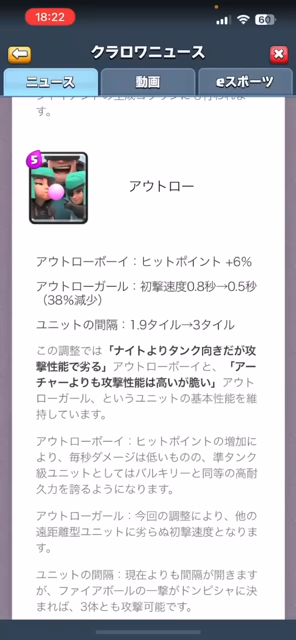 18:22
60
クラロワニュース
ニュース
動画
eスポーツ
す。
5
アウトロー
アウトローボーイ：ヒットポイント +6%
アウトローガール：初撃速度0.8秒→0.5秒
（38%減少）
ユニットの間隔：1.9タイル→3タイル
この調整では「ナイトよりタンク向きだが攻
撃性能で劣る」アウトローボーイと、「アー
チャーよりも攻撃性能は高いが脆い」アウト
ローガール、というユニットの基本性能を維
持しています。
アウトローボーイ：ヒットポイントの増加に
より、毎秒ダメージは低いものの、準タンク
級ユニットとしてはバルキリーと同等の高耐
久力を誇るようになります。
アウトローガール：今回の調整により、他の
遠距離型ユニットに劣らぬ初撃速度となりま
す。
ユニットの間隔：現在よりも間隔が開きます
が、ファイアボールの一撃がドンピシャに決
まれば、3体とも攻撃可能です。